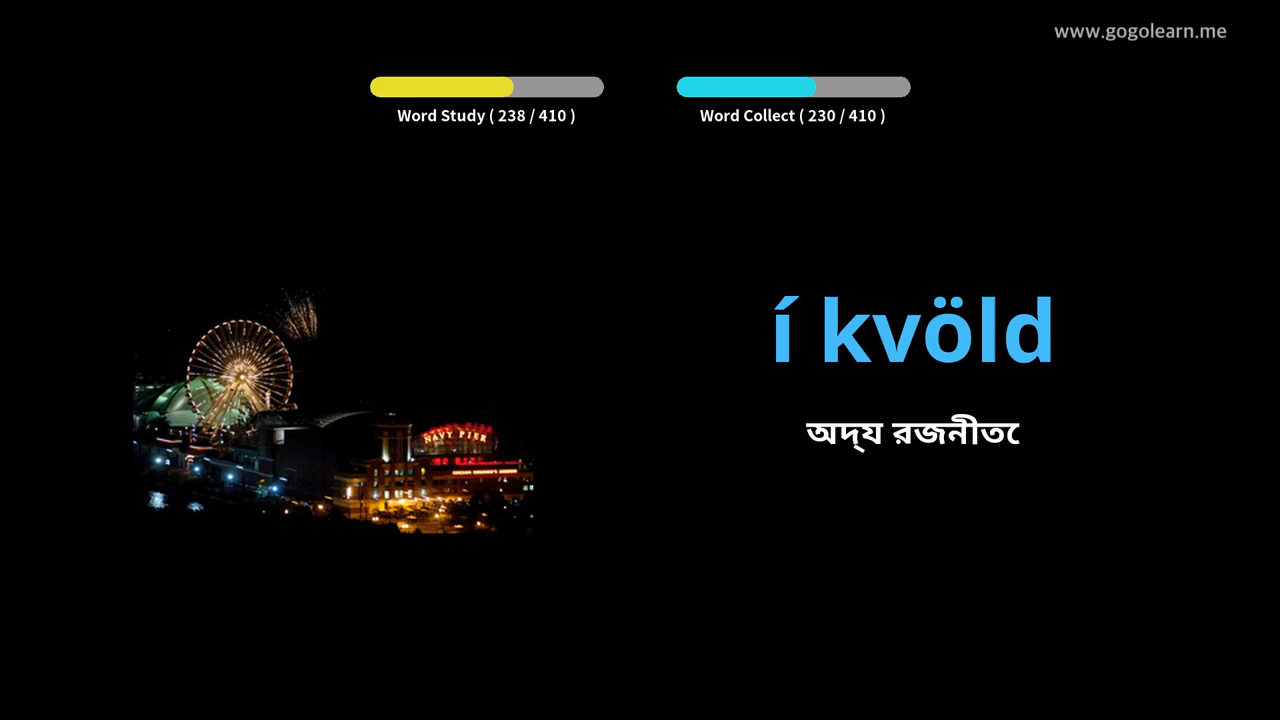 www.gogolearn.me
Word Study ( 238 / 410 )
Word Collect ( 230 / 410 )
í kvöld
অদ্য রজনীতে
NAVY PIER